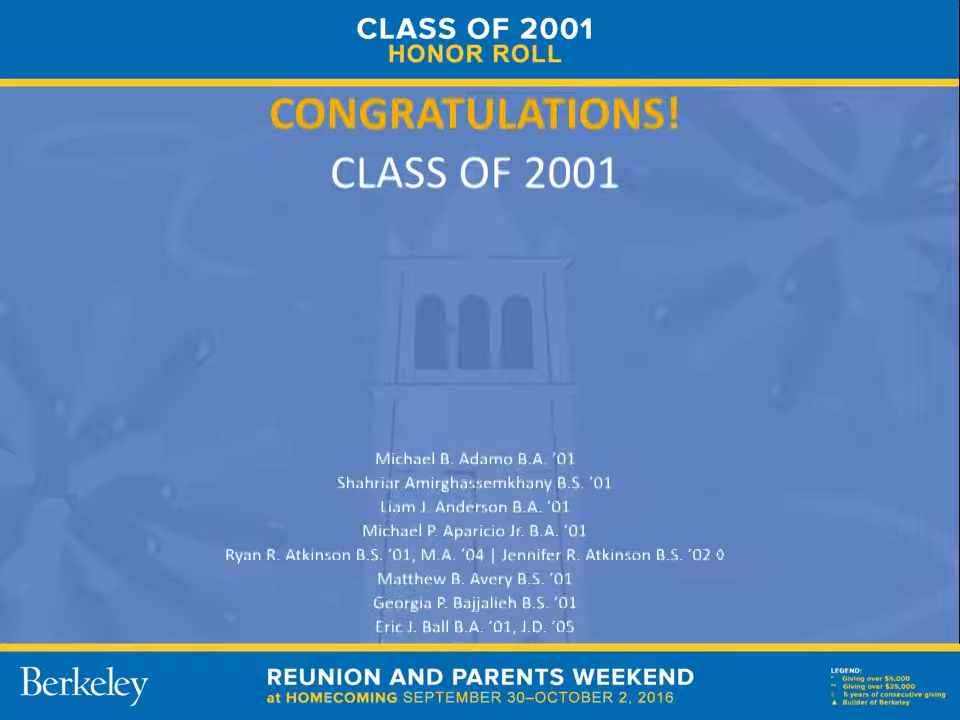 CLASS OF 2001
HONOR ROLL
CONGRATULATIONS!
CLASS OF 2001
Michael B. Adamo B.A. ’01
Shahriar Amirghassemkhany B.S. ’01
Liam J. Anderson B.A. ’01
Michael P. Aparicio Jr. B.A. ’01
Ryan R. Atkinson B.S. ’01, M.A. ’04 | Jennifer R. Atkinson B.S. ’02 ◊
Matthew B. Avery B.S. ’01
Georgia P. Bajjalieh B.S. ’01
Eric J. Ball B.A. ’01, J.D. ’05
Berkeley
REUNION AND PARENTS WEEKEND
at HOMECOMING SEPTEMBER 30–OCTOBER 2, 2016
LEGEND:
* Giving over $5,000
** Giving over $25,000
◊ 5 years of consecutive giving
▲ Builder of Berkeley